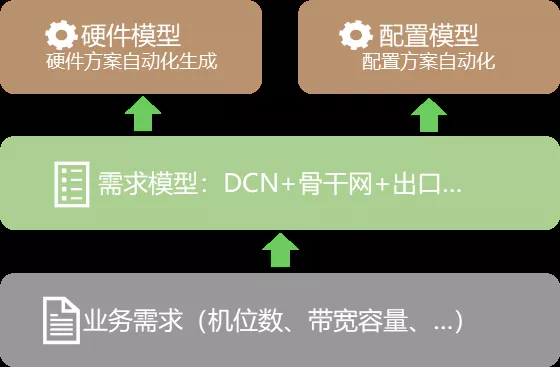 硬件模型
硬件方案自动化生成
配置模型
配置方案自动化
需求模型：DCN+骨干网+出口...
业务需求（机位数、带宽容量、...）